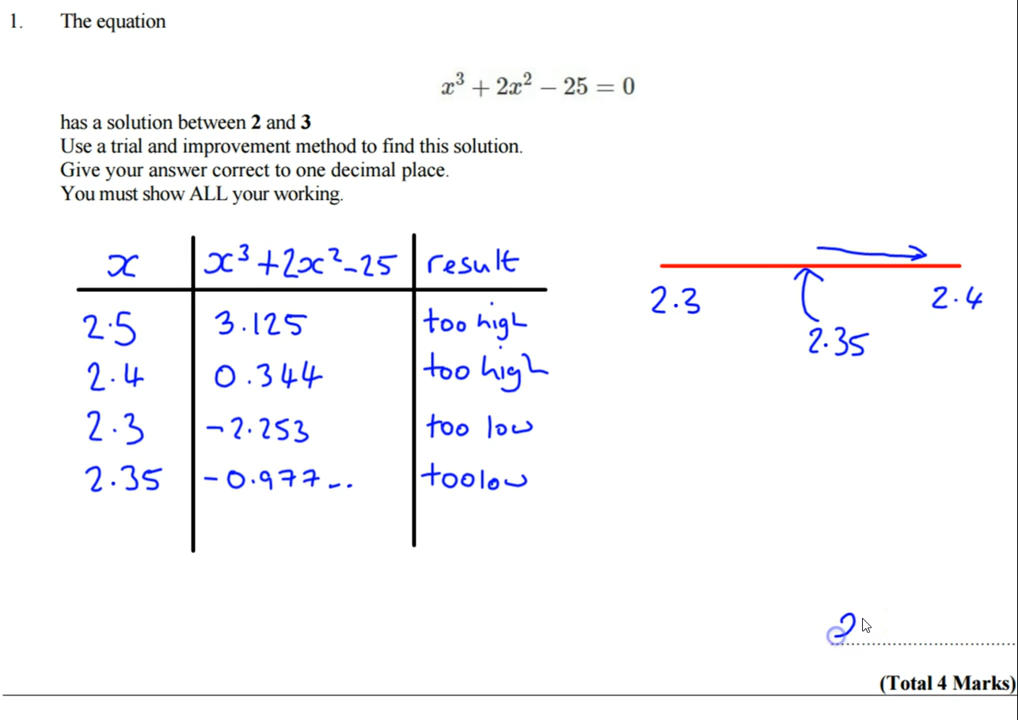 1. The equation
x³ + 2x² − 25 = 0
has a solution between 2 and 3
Use a trial and improvement method to find this solution.
Give your answer correct to one decimal place.
You must show ALL your working.
x x³+2x²-25 result
2.5 3.125 too high
2.4 0.344 too high
2.3 -2.253 too low
2.35 -0.977... too low
2.3 2.4
2.35
2
(Total 4 Marks)